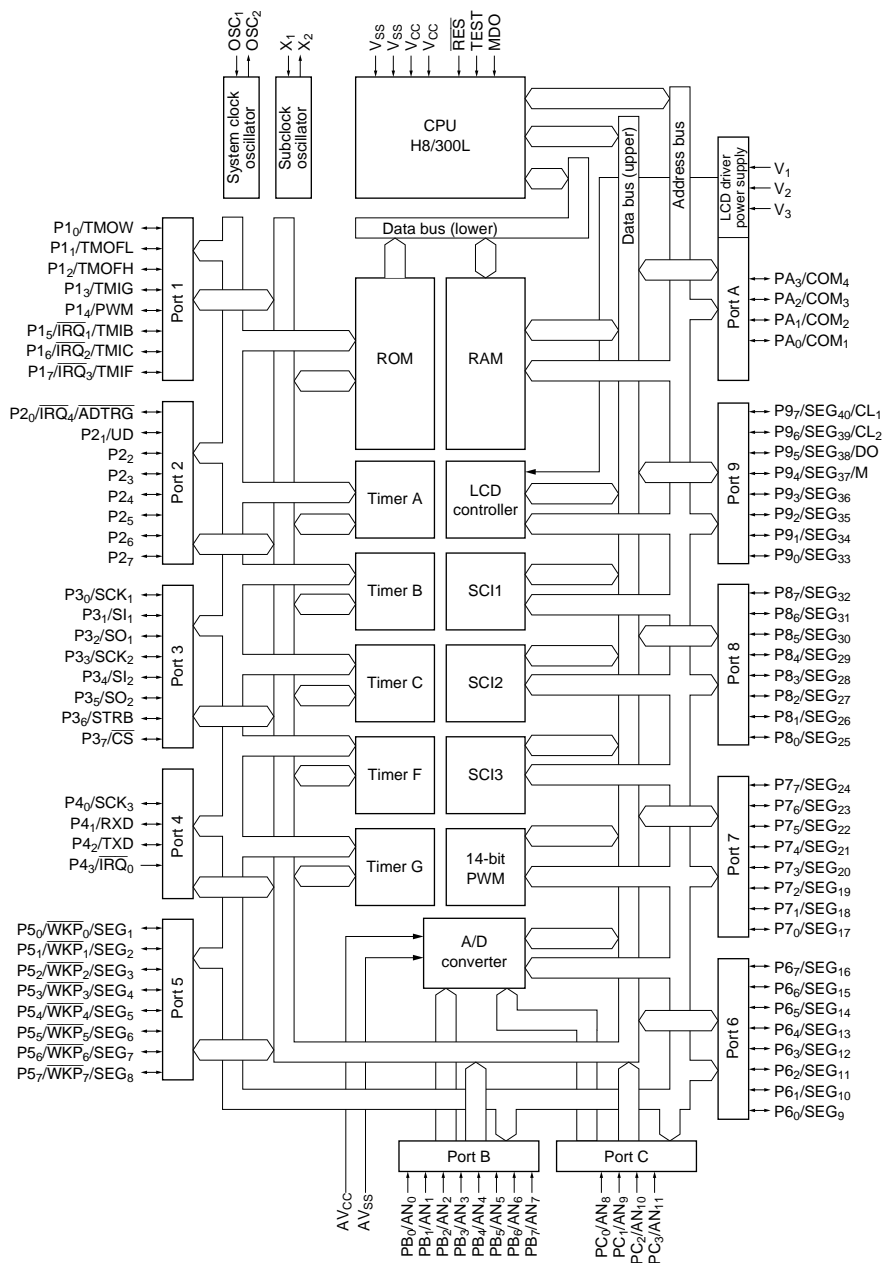 OSC₁
OSC₂
X₁
X₂
VSS
VSS
VCC
VCC
RES
TEST
MDO
System clock
oscillator
Subclock
oscillator
CPU
H8/300L
Data bus (lower)
Data bus (upper)
Address bus
LCD driver
power supply
V₁
V₂
V₃
P1₀/TMOW
P1₁/TMOFL
P1₂/TMOFH
P1₃/TMIG
P1₄/PWM
P1₅/IRQ₁/TMIB
P1₆/IRQ₂/TMIC
P1₇/IRQ₃/TMIF
Port 1
ROM
RAM
Port A
PA₃/COM₄
PA₂/COM₃
PA₁/COM₂
PA₀/COM₁
P2₀/IRQ₄/ADTRG
P2₁/UD
P2₂
P2₃
P2₄
P2₅
P2₆
P2₇
Port 2
Timer A
LCD
controller
Port 9
P9₇/SEG₄₀/CL₁
P9₆/SEG₃₉/CL₂
P9₅/SEG₃₈/DO
P9₄/SEG₃₇/M
P9₃/SEG₃₆
P9₂/SEG₃₅
P9₁/SEG₃₄
P9₀/SEG₃₃
P3₀/SCK₁
P3₁/SI₁
P3₂/SO₁
P3₃/SCK₂
P3₄/SI₂
P3₅/SO₂
P3₆/STRB
P3₇/CS
Port 3
Timer B
SCI1
Timer C
SCI2
Port 8
P8₇/SEG₃₂
P8₆/SEG₃₁
P8₅/SEG₃₀
P8₄/SEG₂₉
P8₃/SEG₂₈
P8₂/SEG₂₇
P8₁/SEG₂₆
P8₀/SEG₂₅
P4₀/SCK₃
P4₁/RXD
P4₂/TXD
P4₃/IRQ₀
Port 4
Timer F
SCI3
Timer G
14-bit
PWM
Port 7
P7₇/SEG₂₄
P7₆/SEG₂₃
P7₅/SEG₂₂
P7₄/SEG₂₁
P7₃/SEG₂₀
P7₂/SEG₁₉
P7₁/SEG₁₈
P7₀/SEG₁₇
P5₀/WKP₀/SEG₁
P5₁/WKP₁/SEG₂
P5₂/WKP₂/SEG₃
P5₃/WKP₃/SEG₄
P5₄/WKP₄/SEG₅
P5₅/WKP₅/SEG₆
P5₆/WKP₆/SEG₇
P5₇/WKP₇/SEG₈
Port 5
A/D
converter
Port 6
P6₇/SEG₁₆
P6₆/SEG₁₅
P6₅/SEG₁₄
P6₄/SEG₁₃
P6₃/SEG₁₂
P6₂/SEG₁₁
P6₁/SEG₁₀
P6₀/SEG₉
Port B
Port C
AVCC
AVSS
PB₀/AN₀
PB₁/AN₁
PB₂/AN₂
PB₃/AN₃
PB₄/AN₄
PB₅/AN₅
PB₆/AN₆
PB₇/AN₇
PC₀/AN₈
PC₁/AN₉
PC₂/AN₁₀
PC₃/AN₁₁